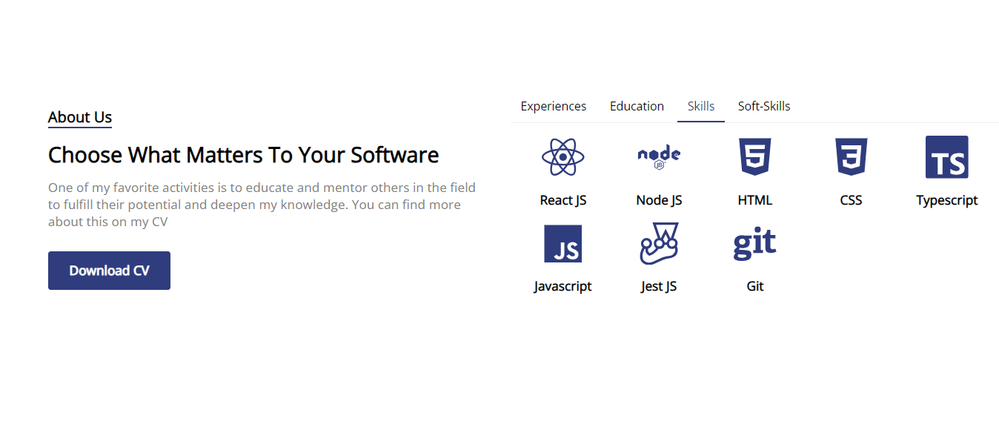 About Us
Choose What Matters To Your Software
One of my favorite activities is to educate and mentor others in the field
to fulfill their potential and deepen my knowledge. You can find more
about this on my CV
Download CV
Experiences Education Skills Soft-Skills
node
JS
5
3
TS
React JS Node JS HTML CSS Typescript
JS
git
Javascript Jest JS Git